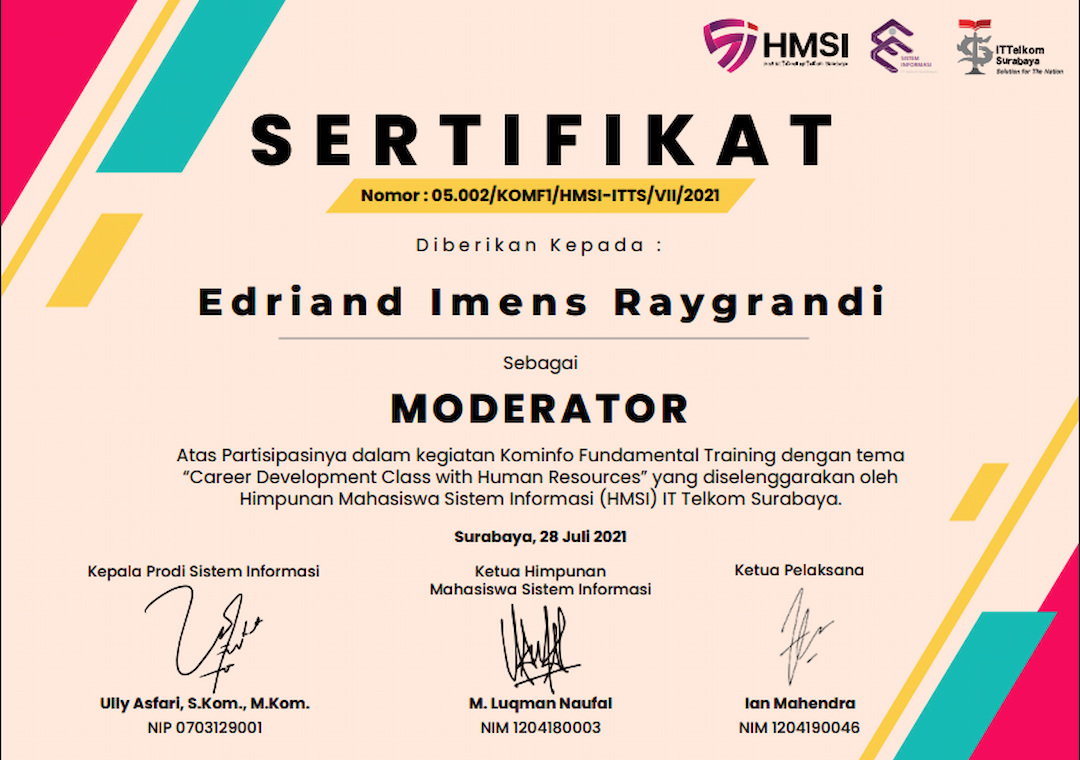 HMSI
SISTEM
INFORMASI
ITTelkom
Surabaya
Solution for The Nation
SERTIFIKAT
Nomor : 05.002/KOMF1/HMSI-ITTS/VII/2021
Diberikan Kepada :
Edriand Imens Raygrandi
Sebagai
MODERATOR
Atas Partisipasinya dalam kegiatan Kominfo Fundamental Training dengan tema
“Career Development Class with Human Resources” yang diselenggarakan oleh
Himpunan Mahasiswa Sistem Informasi (HMSI) IT Telkom Surabaya.
Surabaya, 28 Juli 2021
Kepala Prodi Sistem Informasi
Ully Asfari, S.Kom., M.Kom.
NIP 0703129001
Ketua Himpunan
Mahasiswa Sistem Informasi
M. Luqman Naufal
NIM 1204180003
Ketua Pelaksana
Ian Mahendra
NIM 1204190046